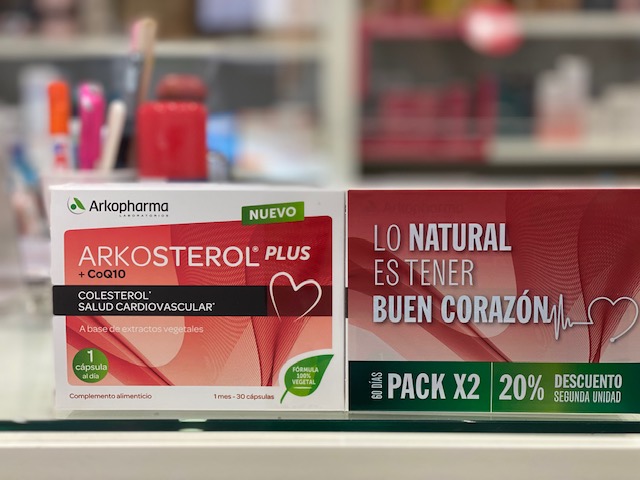 Arkopharma
LABORATORIOS
NUEVO
ARKOSTEROL® PLUS
+ CoQ10
COLESTEROL*
SALUD CARDIOVASCULAR*
A base de extractos vegetales
1
cápsula
al día
FÓRMULA
100%
VEGETAL
Complemento alimenticio
1 mes - 30 cápsulas
LO NATURAL
ES TENER
BUEN CORAZÓN
60 DÍAS
PACK X2
20%
DESCUENTO
SEGUNDA UNIDAD